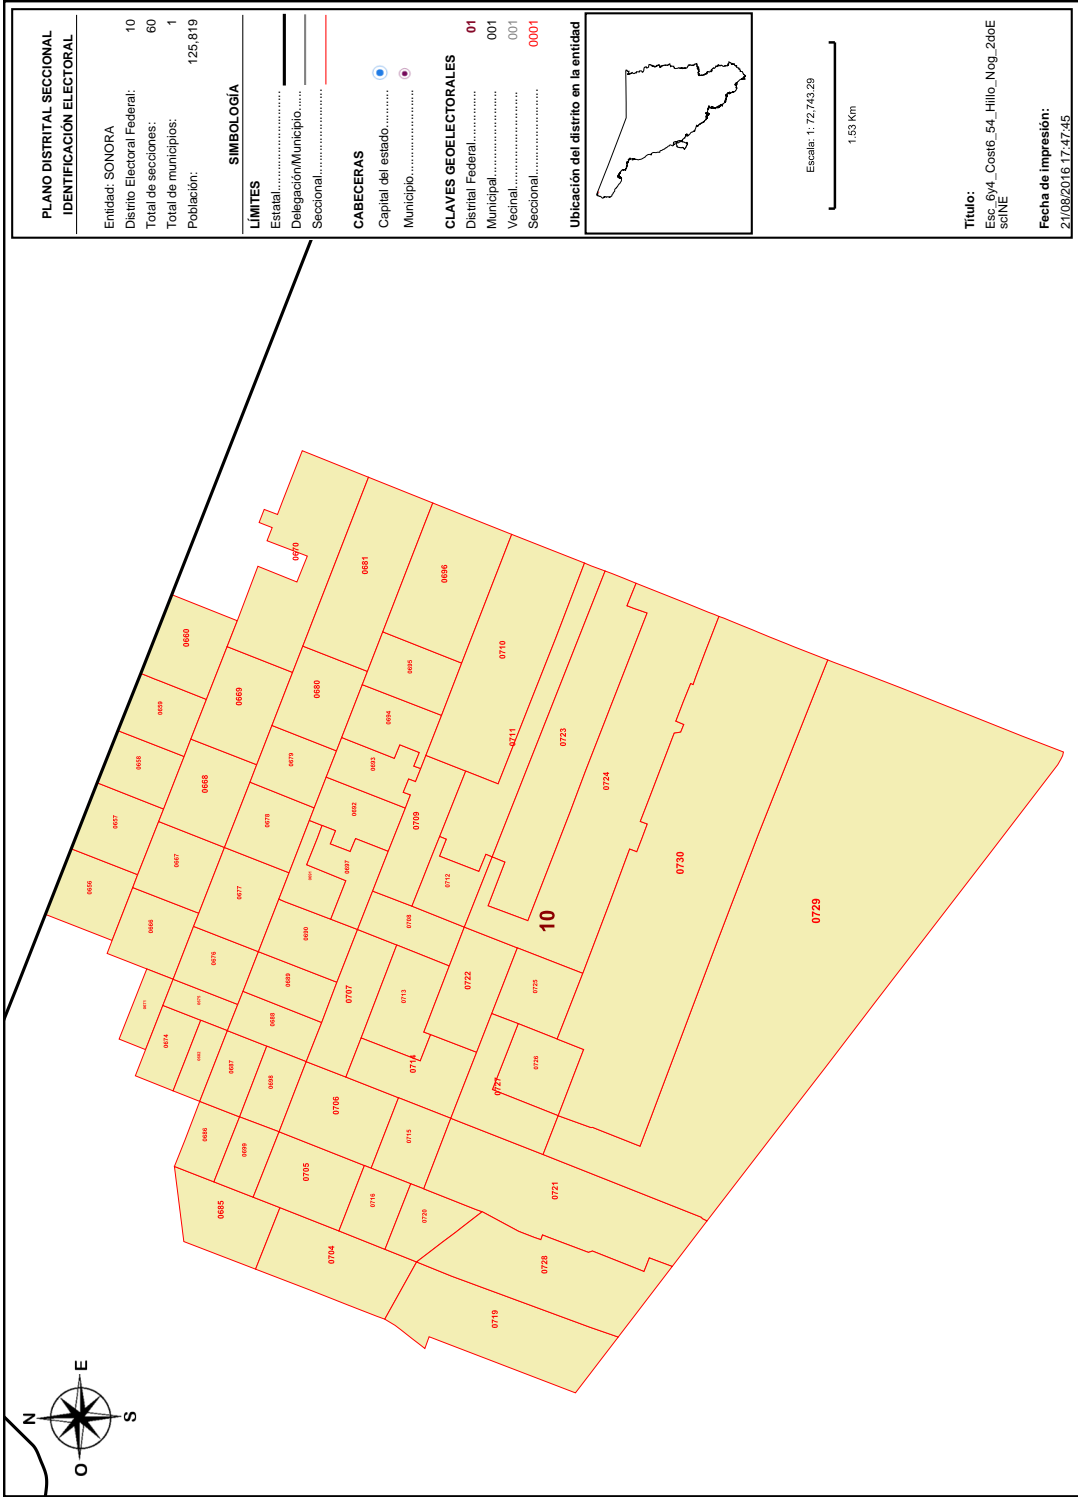 PLANO DISTRITAL SECCIONAL
IDENTIFICACIÓN ELECTORAL
Entidad: SONORA
Distrito Electoral Federal: 10
Total de secciones: 60
Total de municipios: 1
Población: 125,819
SIMBOLOGÍA
LÍMITES
Estatal
Delegación/Municipio
Seccional
CABECERAS
Capital del estado
Municipio
CLAVES GEOELECTORALES
Distrital Federal 01
Municipal 001
Vecinal 001
Seccional 0001
Ubicación del distrito en la entidad
Escala: 1: 72,743.29
1.53 Km
Título:
Esc_6y4_Cost6_54_Hillo_Nog_2doE
sciNE
Fecha de impresión:
21/08/2016 17:47:45
N
E
S
O
10
0656
0657
0658
0659
0660
0666
0667
0668
0669
0670
0671
0674
0675
0676
0677
0678
0679
0680
0681
0685
0686
0687
0688
0689
0690
0692
0693
0694
0695
0696
0697
0698
0699
0704
0705
0706
0707
0708
0709
0710
0711
0712
0713
0714
0715
0716
0719
0720
0721
0722
0723
0724
0725
0726
0727
0728
0729
0730